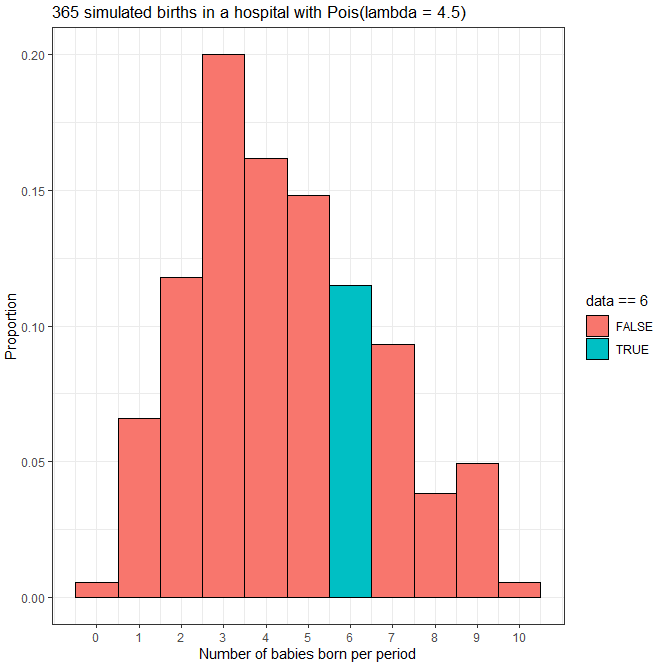 365 simulated births in a hospital with Pois(lambda = 4.5)
0.20
0.15
0.10
0.05
0.00
Proportion
0 1 2 3 4 5 6 7 8 9 10
Number of babies born per period
data == 6
FALSE
TRUE